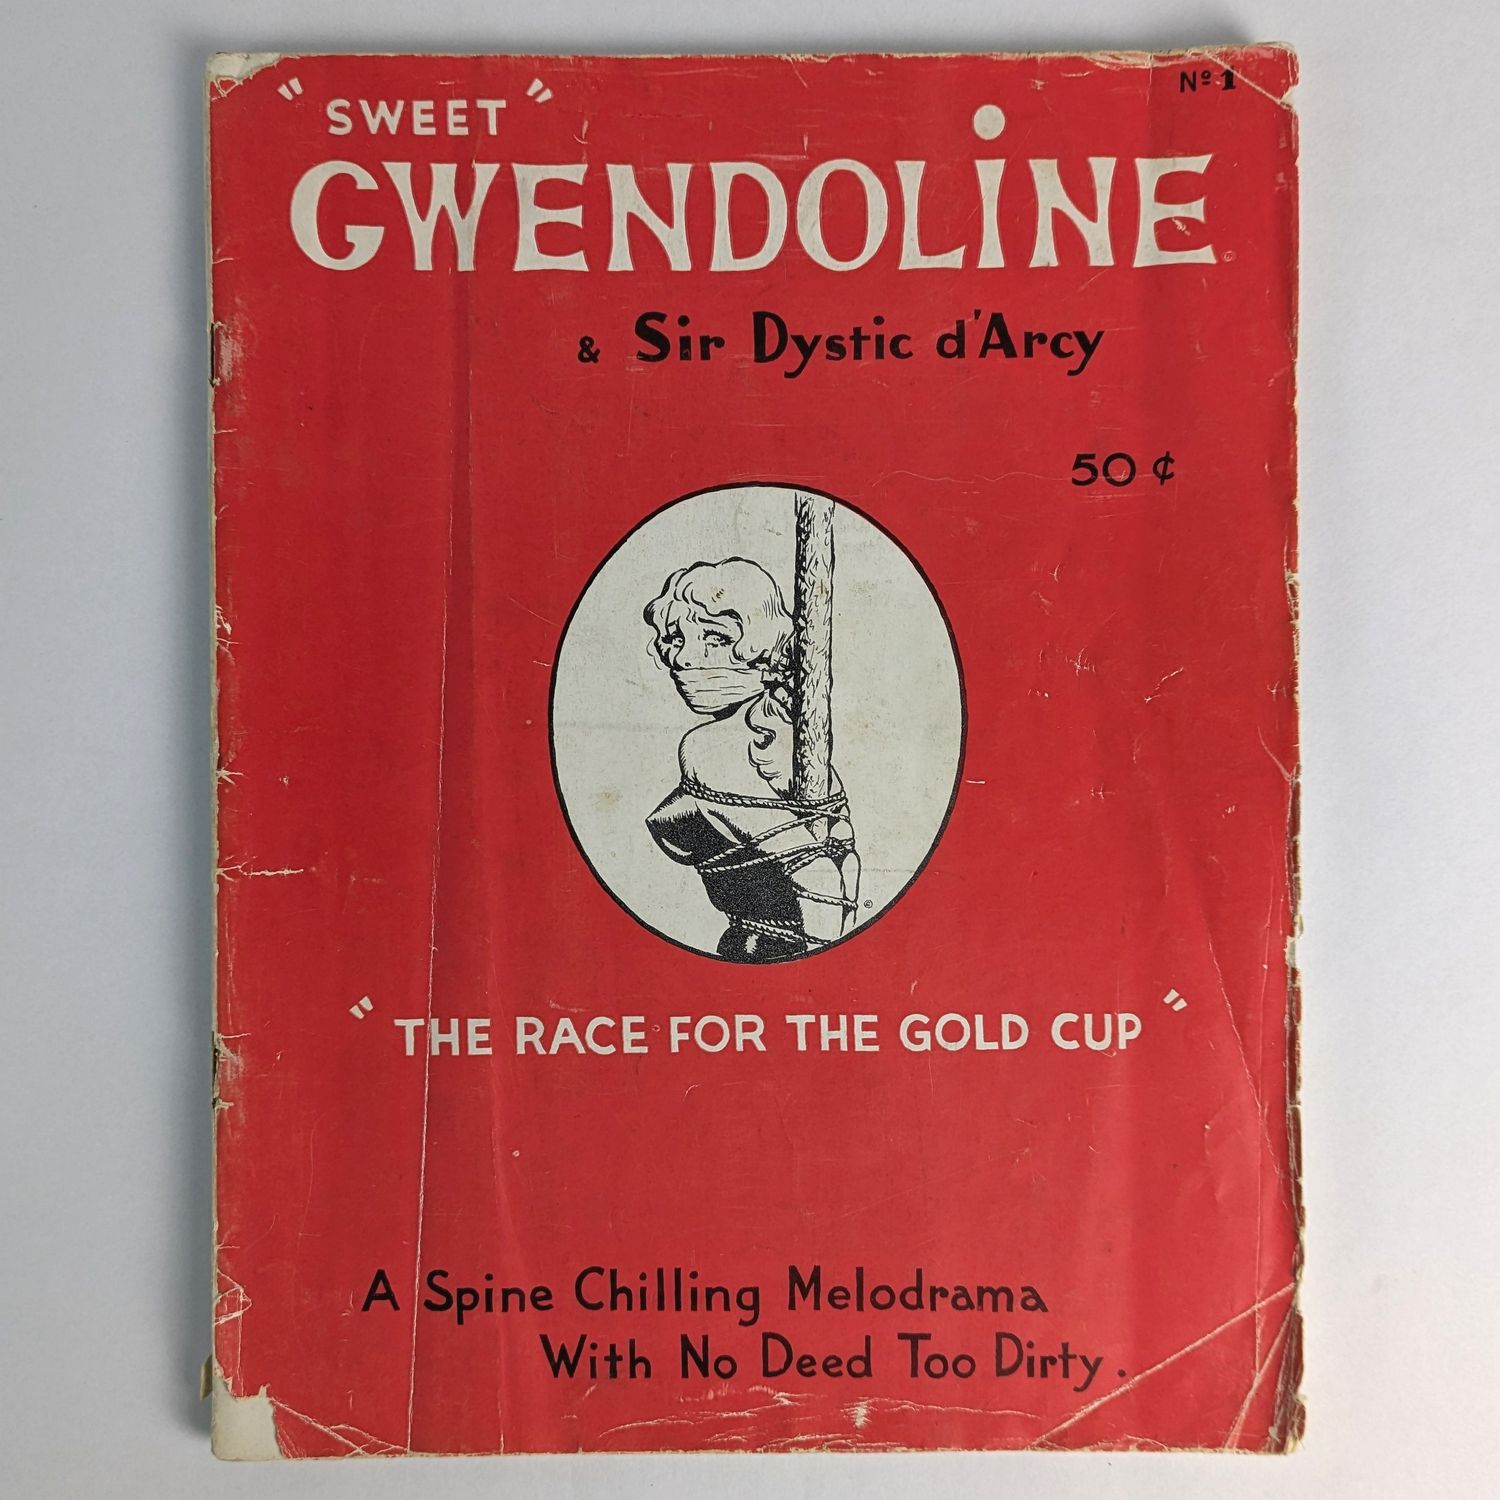 Nº 1
"SWEET"
GWENDOLINE ©
& Sir Dystic d'Arcy
50 ¢
©
"THE RACE FOR THE GOLD CUP"
A Spine Chilling Melodrama
With No Deed Too Dirty.